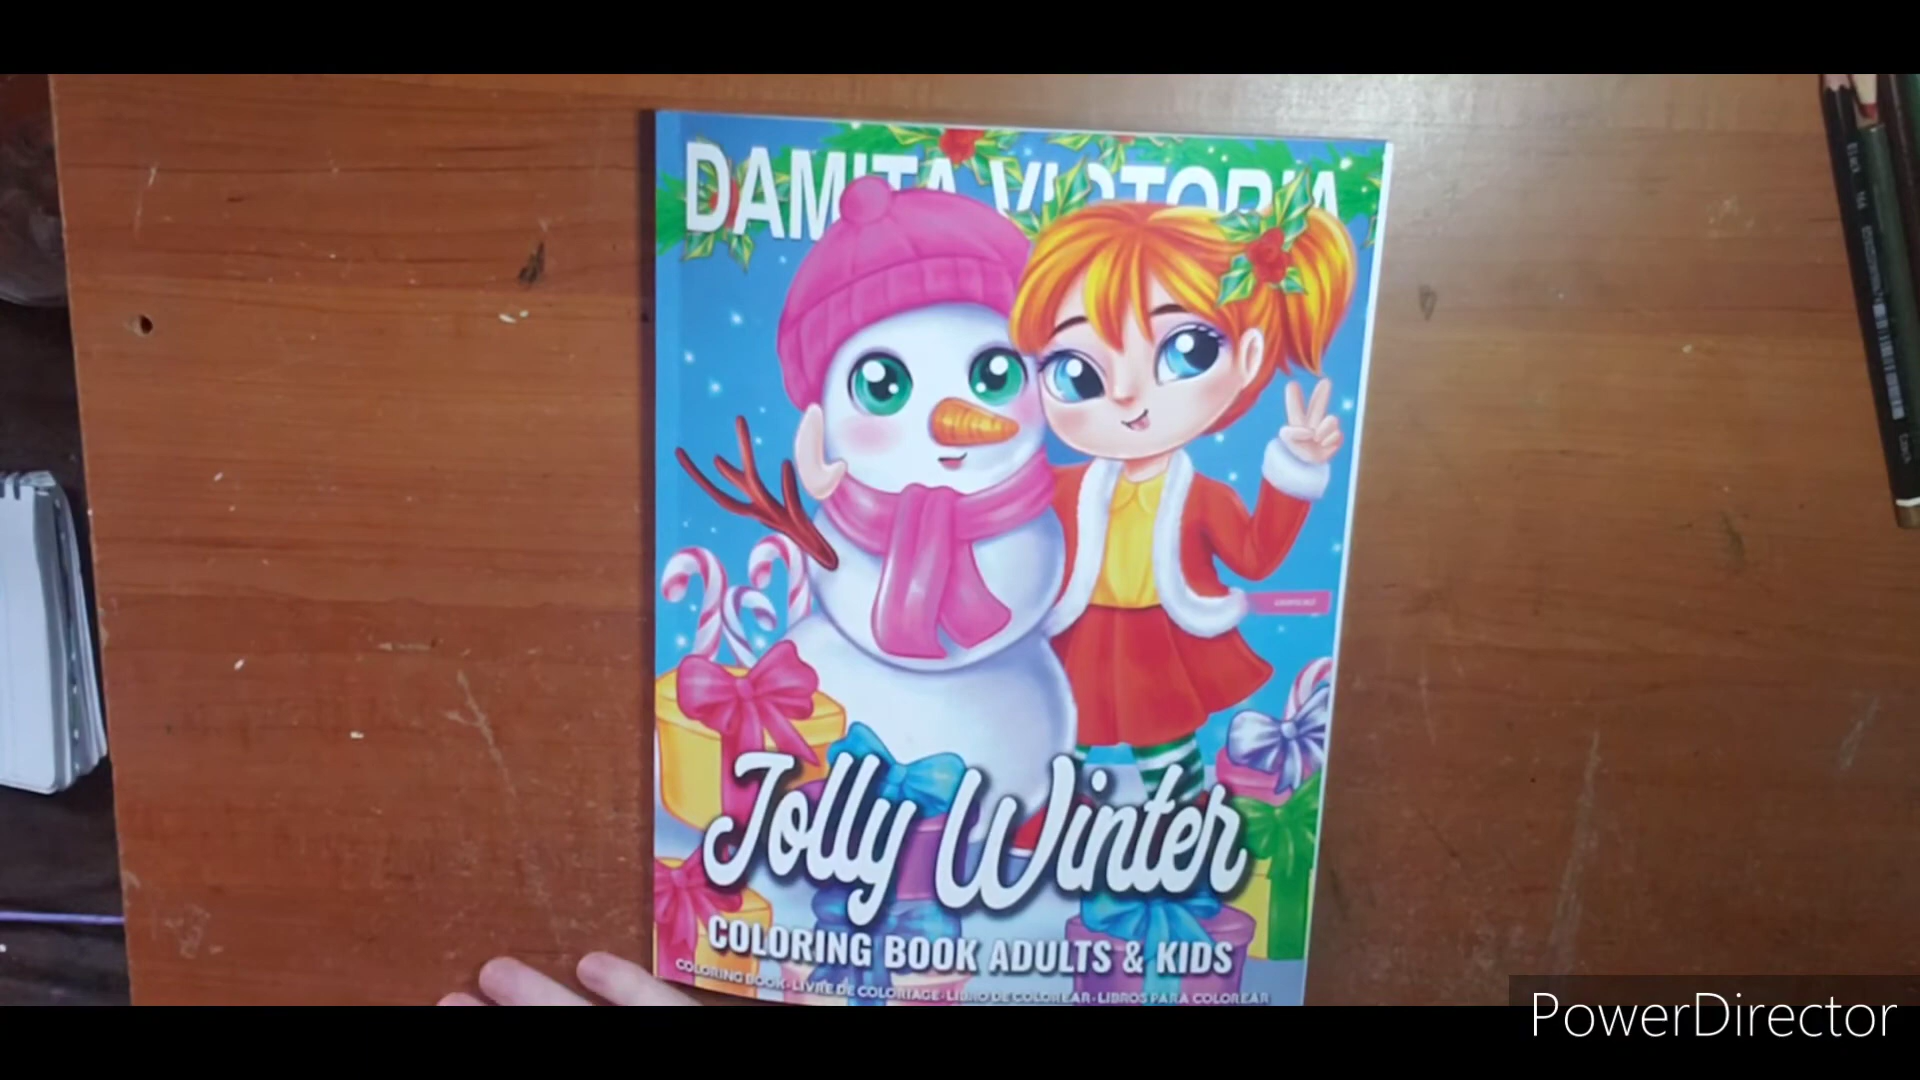 DAMITA VICTORIA
Jolly Winter
COLORING BOOK ADULTS & KIDS
COLORING BOOK • LIVRE DE COLORIAGE • LIBRO DE COLOREAR • LIBROS PARA COLOREAR
PowerDirector